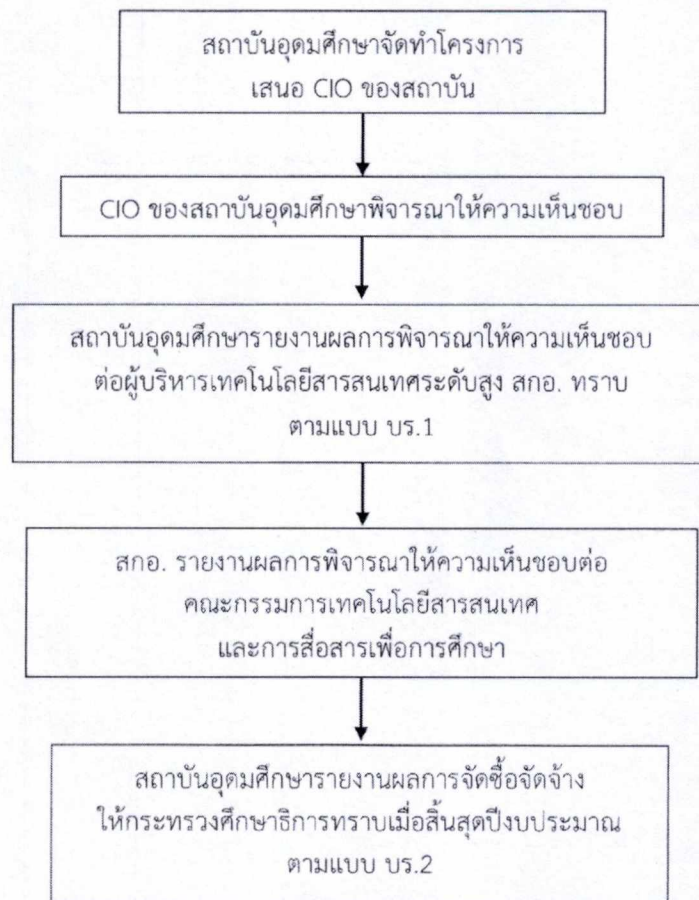 สถาบันอุดมศึกษาจัดทำโครงการ
เสนอ CIO ของสถาบัน
CIO ของสถาบันอุดมศึกษาพิจารณาให้ความเห็นชอบ
สถาบันอุดมศึกษารายงานผลการพิจารณาให้ความเห็นชอบ
ต่อผู้บริหารเทคโนโลยีสารสนเทศระดับสูง สกอ. ทราบ
ตามแบบ บร.1
สกอ. รายงานผลการพิจารณาให้ความเห็นชอบต่อ
คณะกรรมการเทคโนโลยีสารสนเทศ
และการสื่อสารเพื่อการศึกษา
สถาบันอุดมศึกษารายงานผลการจัดซื้อจัดจ้าง
ให้กระทรวงศึกษาธิการทราบเมื่อสิ้นสุดปีงบประมาณ
ตามแบบ บร.2